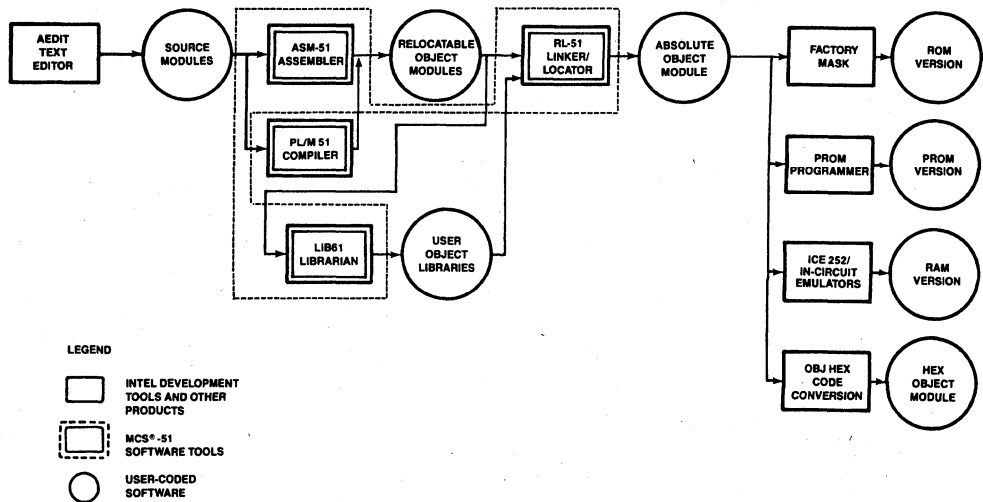 AEDIT
TEXT
EDITOR
SOURCE
MODULES
ASM-51
ASSEMBLER
RELOCATABLE
OBJECT
MODULES
RL-51
LINKER/
LOCATOR
ABSOLUTE
OBJECT
MODULE
FACTORY
MASK
ROM
VERSION
PL/M 51
COMPILER
PROM
PROGRAMMER
PROM
VERSION
LIB61
LIBRARIAN
USER
OBJECT
LIBRARIES
ICE 252/
IN-CIRCUIT
EMULATORS
RAM
VERSION
OBJ HEX
CODE
CONVERSION
HEX
OBJECT
MODULE
LEGEND
INTEL DEVELOPMENT
TOOLS AND OTHER
PRODUCTS
MCS®-51
SOFTWARE TOOLS
USER-CODED
SOFTWARE